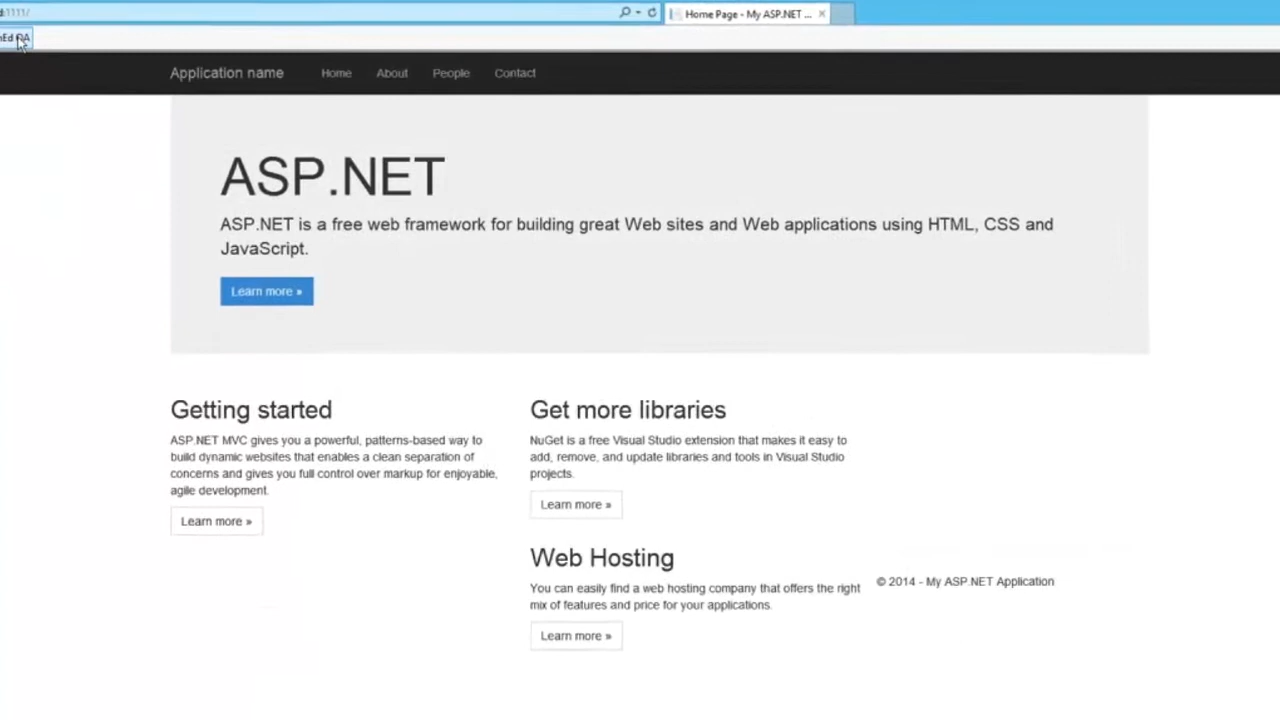 :1111/
Home Page - My ASP.NET ...
Application name Home About People Contact
ASP.NET
ASP.NET is a free web framework for building great Web sites and Web applications using HTML, CSS and
JavaScript.
Learn more »
Getting started
ASP.NET MVC gives you a powerful, patterns-based way to
build dynamic websites that enables a clean separation of
concerns and gives you full control over markup for enjoyable,
agile development.
Learn more »
Get more libraries
NuGet is a free Visual Studio extension that makes it easy to
add, remove, and update libraries and tools in Visual Studio
projects.
Learn more »
Web Hosting
You can easily find a web hosting company that offers the right
mix of features and price for your applications.
Learn more »
© 2014 - My ASP.NET Application